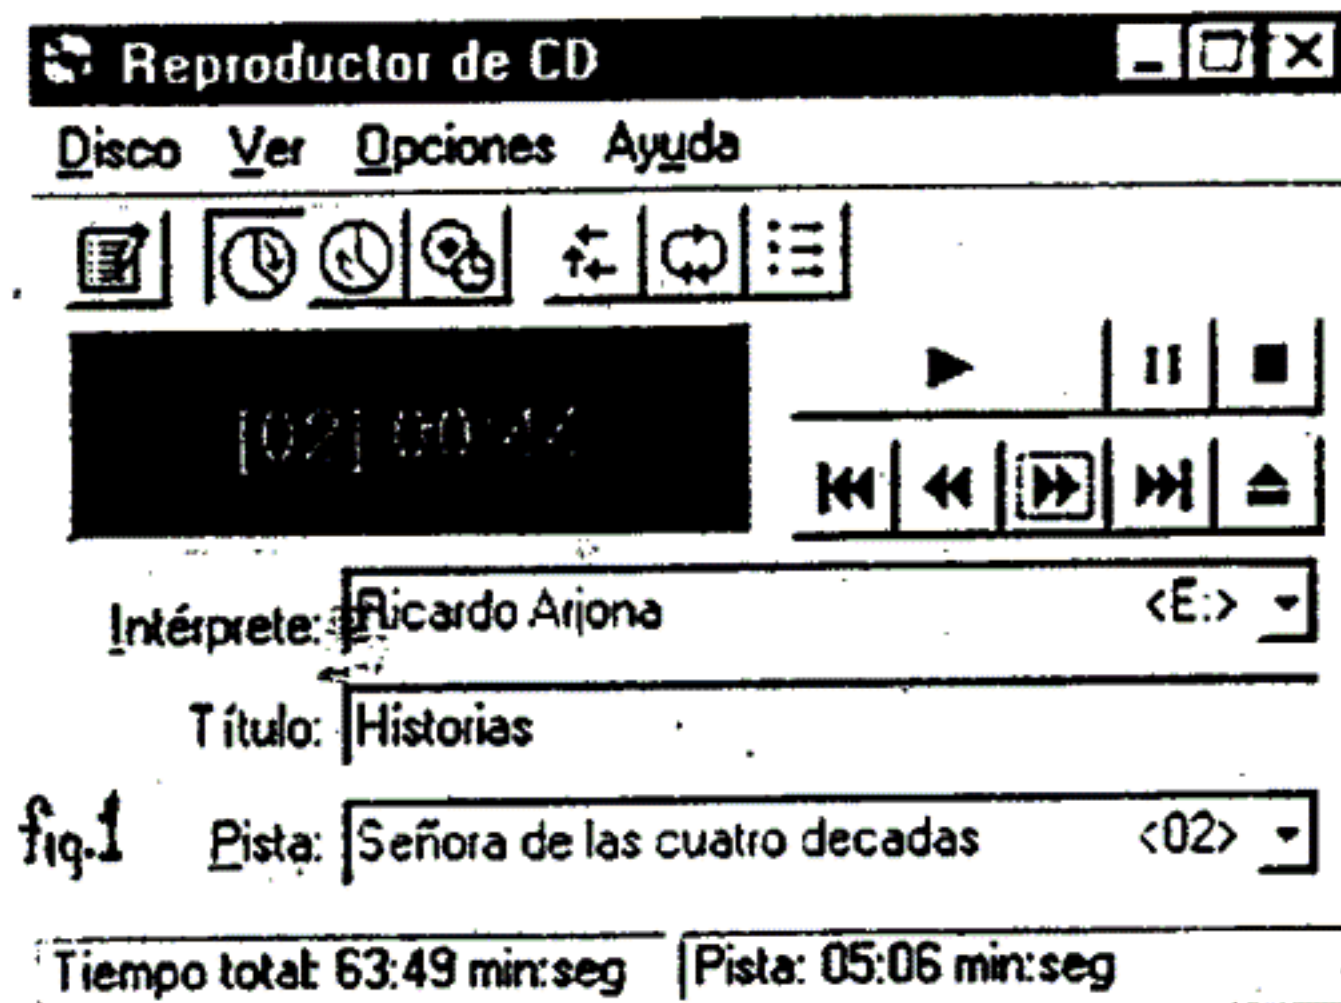 Reproductor de CD
Disco Ver Opciones Ayuda
[02]
Intérprete: Ricardo Arjona <E:>
Título: Historias
fig.1 Pista: Señora de las cuatro decadas <02>
Tiempo total: 63:49 min:seg Pista: 05:06 min:seg